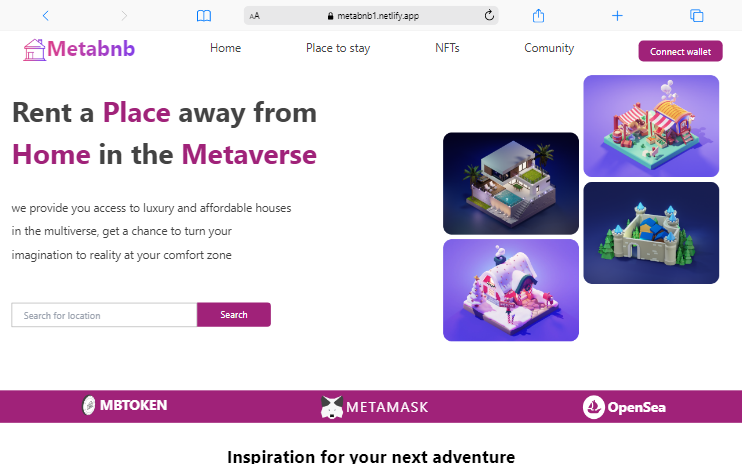 AA metabnb1.netlify.app
Metabnb Home Place to stay NFTs Comunity Connect wallet
Rent a Place away from
Home in the Metaverse
we provide you access to luxury and affordable houses
in the multiverse, get a chance to turn your
imagination to reality at your comfort zone
Search for location Search
MBTOKEN METAMASK OpenSea
Inspiration for your next adventure